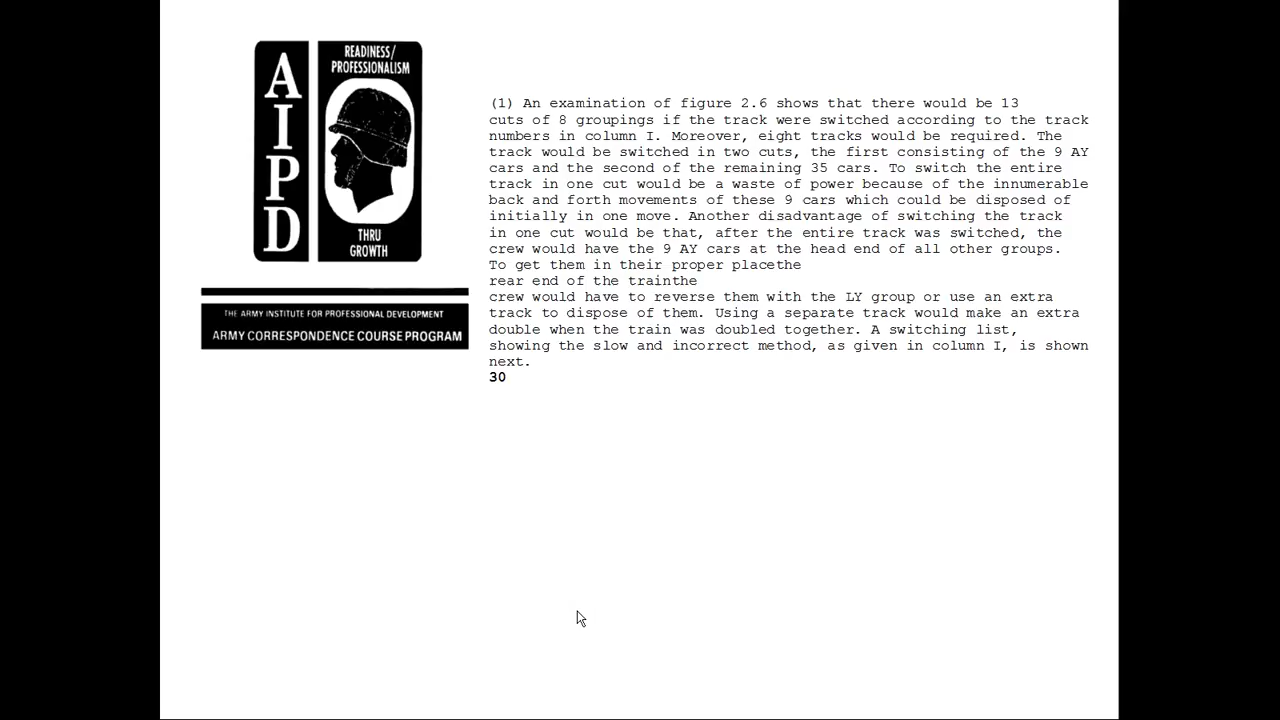 A
I
P
D
READINESS/
PROFESSIONALISM
THRU
GROWTH
THE ARMY INSTITUTE FOR PROFESSIONAL DEVELOPMENT
ARMY CORRESPONDENCE COURSE PROGRAM
(1) An examination of figure 2.6 shows that there would be 13
cuts of 8 groupings if the track were switched according to the track
numbers in column I. Moreover, eight tracks would be required. The
track would be switched in two cuts, the first consisting of the 9 AY
cars and the second of the remaining 35 cars. To switch the entire
track in one cut would be a waste of power because of the innumerable
back and forth movements of these 9 cars which could be disposed of
initially in one move. Another disadvantage of switching the track
in one cut would be that, after the entire track was switched, the
crew would have the 9 AY cars at the head end of all other groups.
To get them in their proper placethe
rear end of the trainthe
crew would have to reverse them with the LY group or use an extra
track to dispose of them. Using a separate track would make an extra
double when the train was doubled together. A switching list,
showing the slow and incorrect method, as given in column I, is shown
next.
30